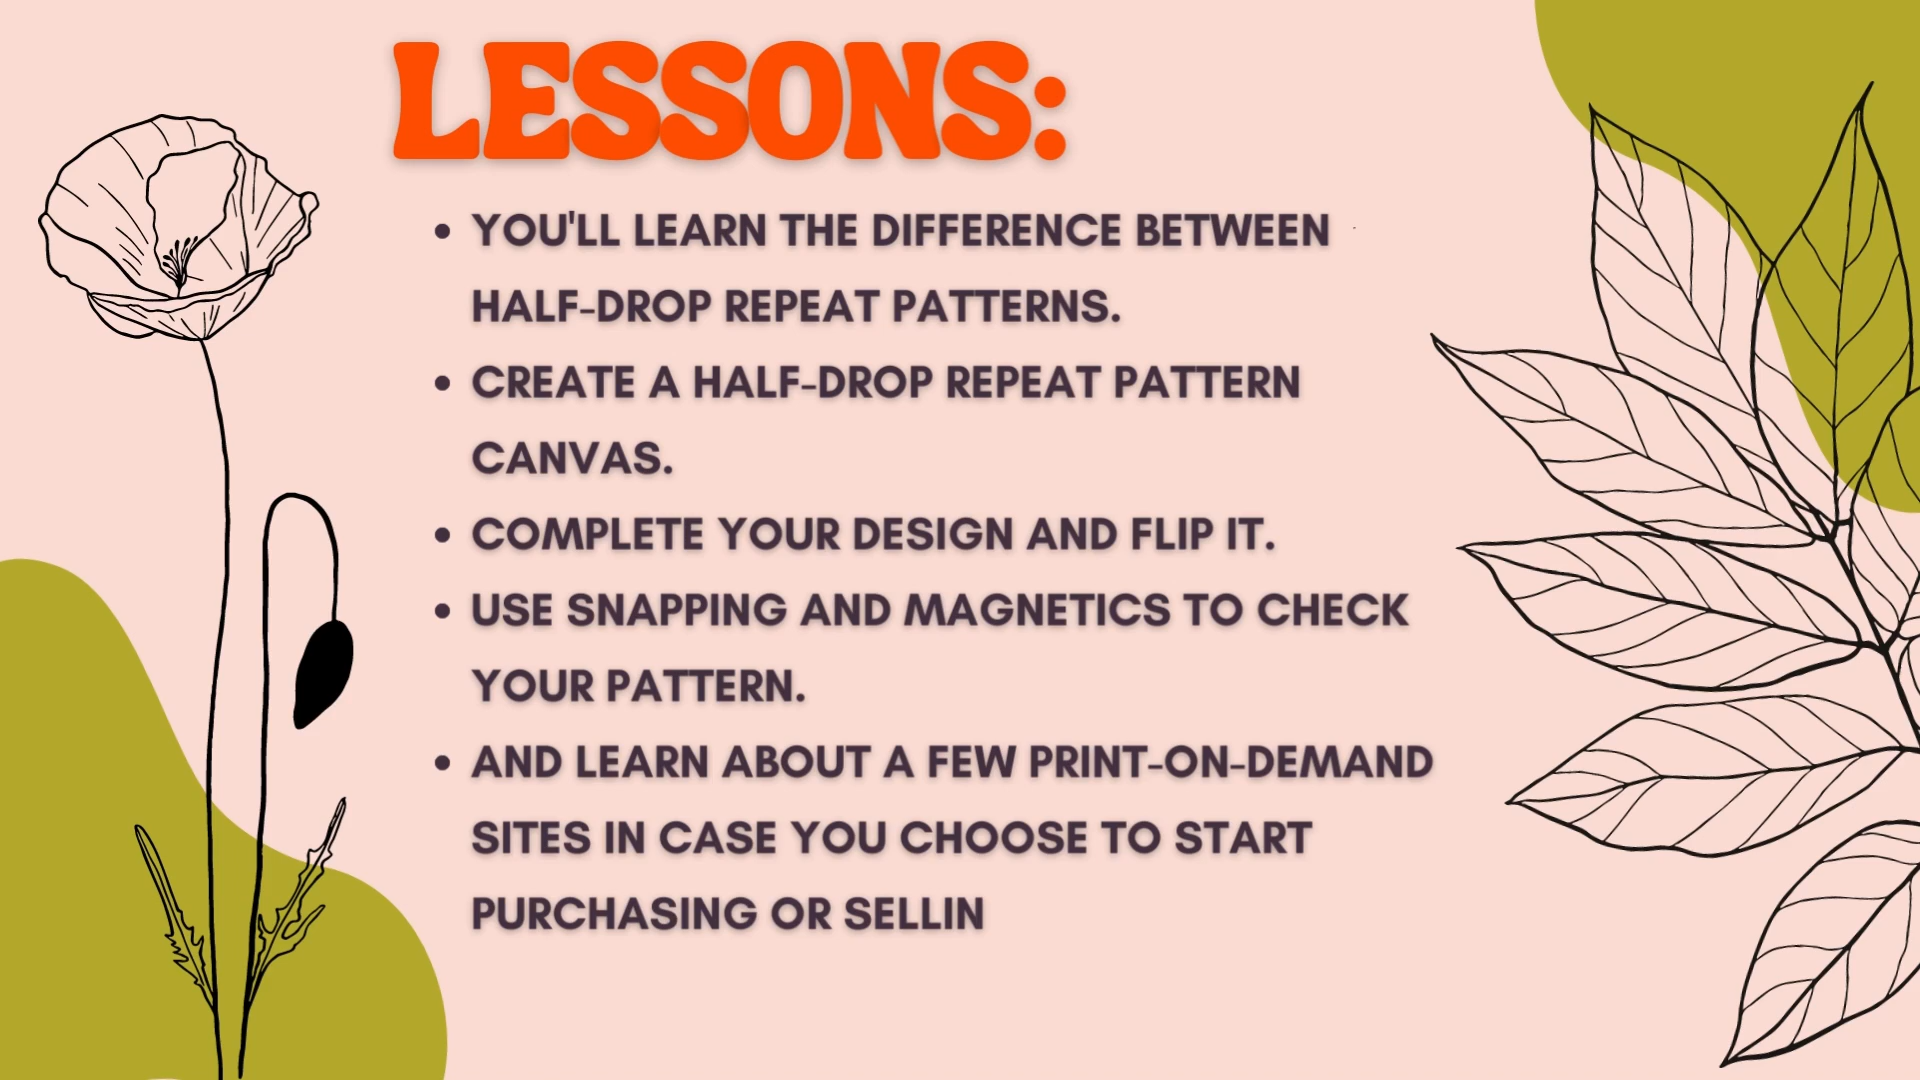 LESSONS:
• YOU'LL LEARN THE DIFFERENCE BETWEEN
HALF-DROP REPEAT PATTERNS.
• CREATE A HALF-DROP REPEAT PATTERN
CANVAS.
• COMPLETE YOUR DESIGN AND FLIP IT.
• USE SNAPPING AND MAGNETICS TO CHECK
YOUR PATTERN.
• AND LEARN ABOUT A FEW PRINT-ON-DEMAND
SITES IN CASE YOU CHOOSE TO START
PURCHASING OR SELLIN